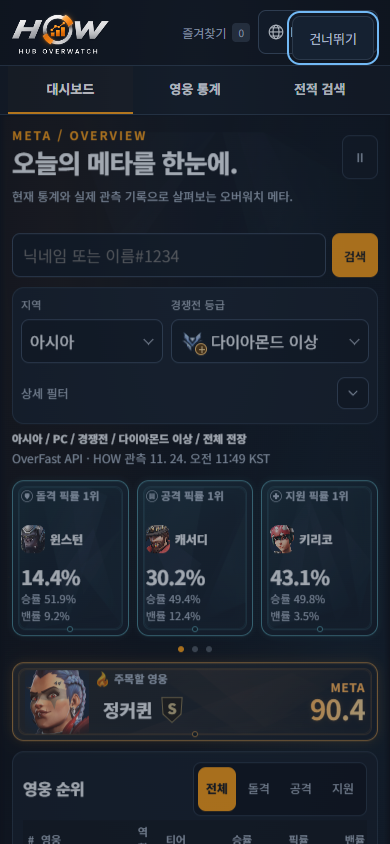 HOW
HUB OVERWATCH
즐겨찾기 0
건너뛰기
대시보드 영웅 통계 전적 검색
META / OVERVIEW
오늘의 메타를 한눈에.
현재 통계와 실제 관측 기록으로 살펴보는 오버워치 메타.
닉네임 또는 이름#1234 검색
지역 경쟁전 등급
아시아 다이아몬드 이상
상세 필터
아시아 / PC / 경쟁전 / 다이아몬드 이상 / 전체 전장
OverFast API · HOW 관측 11. 24. 오전 11:49 KST
돌격 픽률 1위
윈스턴
14.4%
승률 51.9%
밴률 9.2%
공격 픽률 1위
캐서디
30.2%
승률 49.4%
밴률 12.4%
지원 픽률 1위
키리코
43.1%
승률 49.8%
밴률 3.5%
주목할 영웅
정커퀸 S
META
90.4
영웅 순위
전체 돌격 공격 지원
# 영웅 역 티어 승률 픽률 밴률